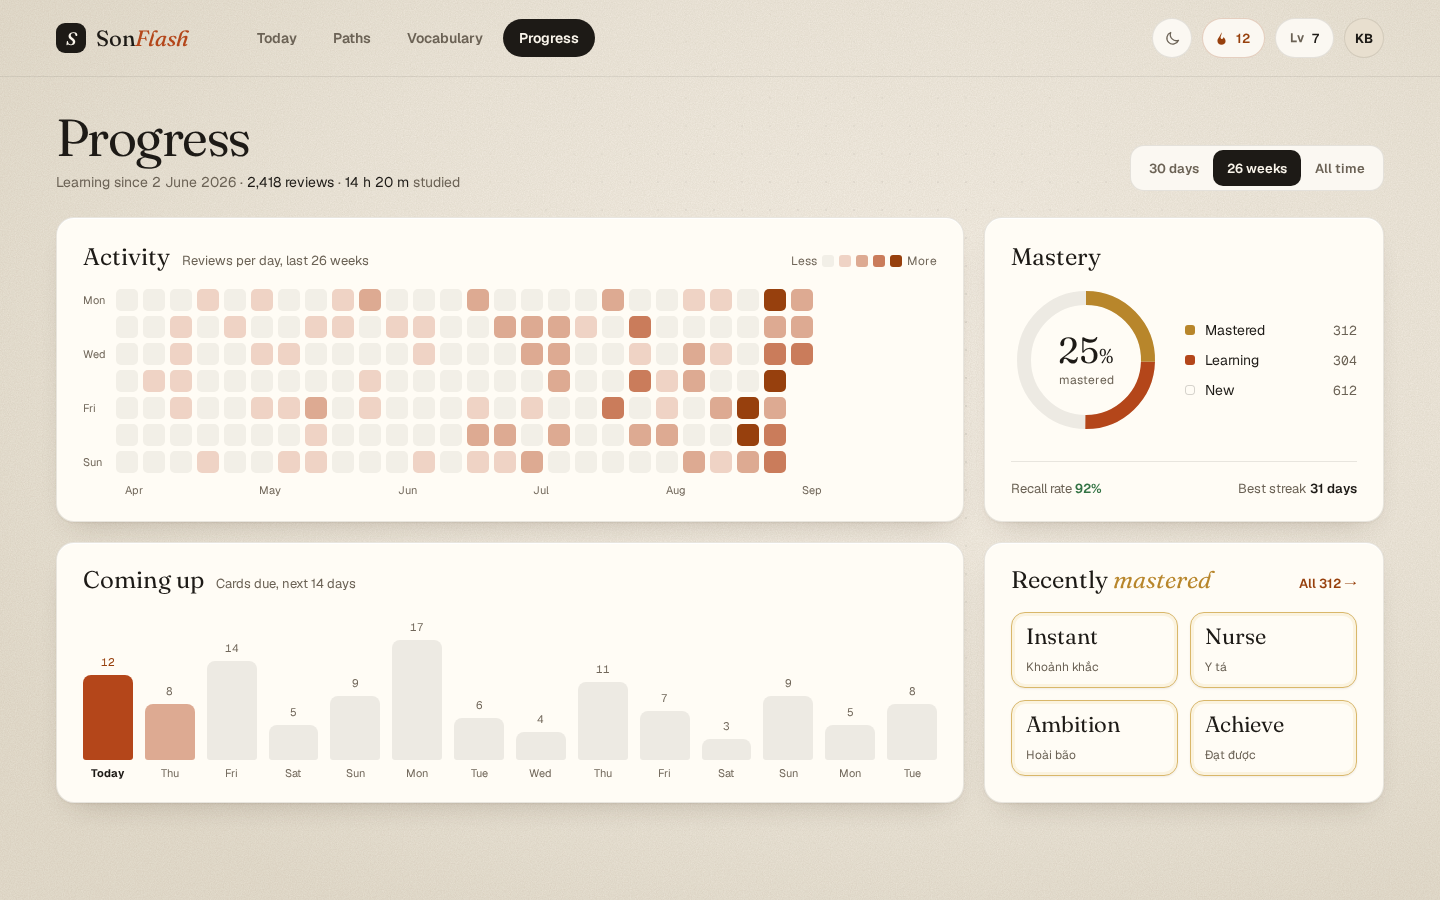 S SonFlash Today Paths Vocabulary Progress 12 Lv 7 KB
Progress
Learning since 2 June 2026 · 2,418 reviews · 14 h 20 m studied
30 days 26 weeks All time
Activity Reviews per day, last 26 weeks Less More
Mon
Wed
Fri
Sun
Apr May Jun Jul Aug Sep
Mastery
25%
mastered
Mastered 312
Learning 304
New 612
Recall rate 92% Best streak 31 days
Coming up Cards due, next 14 days
12 8 14 5 9 17 6 4 11 7 3 9 5 8
Today Thu Fri Sat Sun Mon Tue Wed Thu Fri Sat Sun Mon Tue
Recently mastered All 312 →
Instant
Khoảnh khắc
Nurse
Y tá
Ambition
Hoài bão
Achieve
Đạt được